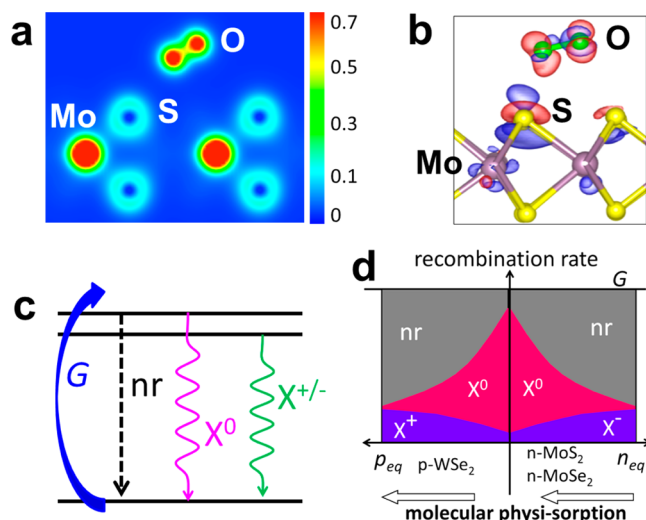 a
O
S
Mo
0.7
0.5
0.3
0.1
0
b
O
S
Mo
c
G
nr
X⁰
X⁺/⁻
d
recombination rate
G
nr
nr
X⁰
X⁰
X⁺
X⁻
pₑq
p-WSe₂
n-MoS₂
n-MoSe₂
nₑq
molecular physi-sorption